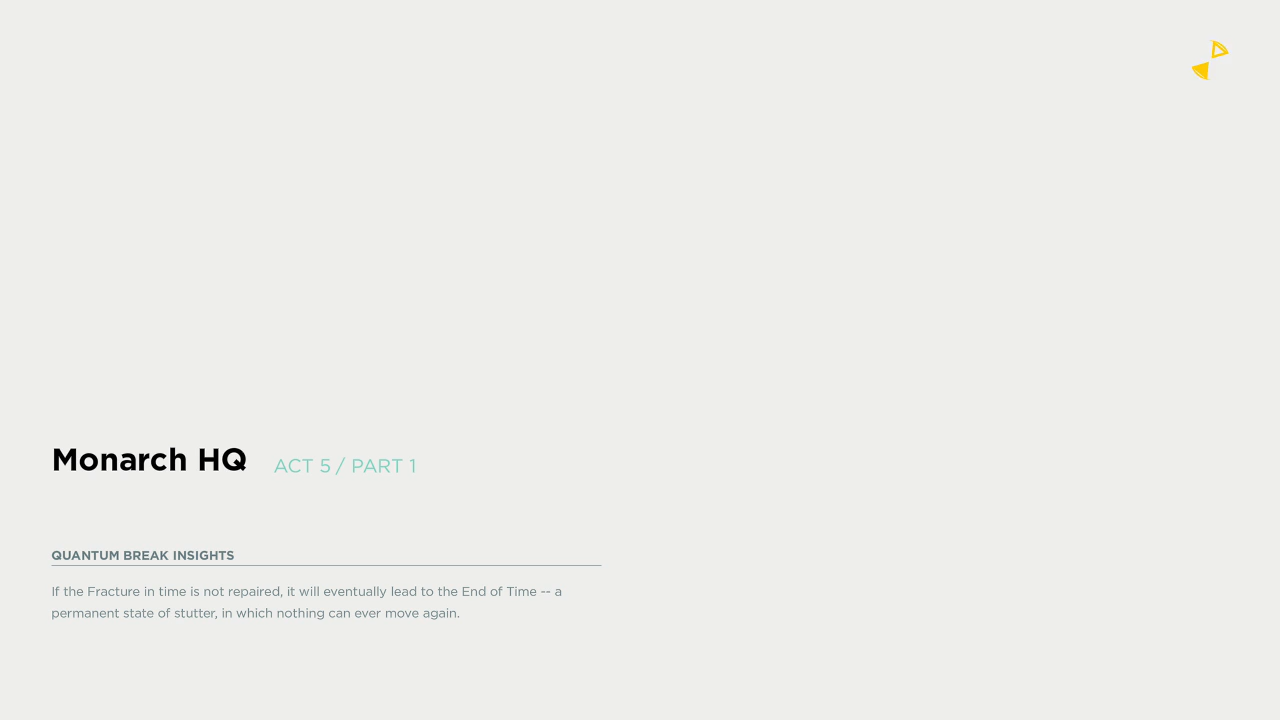 Monarch HQ ACT 5 / PART 1
QUANTUM BREAK INSIGHTS
If the Fracture in time is not repaired, it will eventually lead to the End of Time -- a
permanent state of stutter, in which nothing can ever move again.